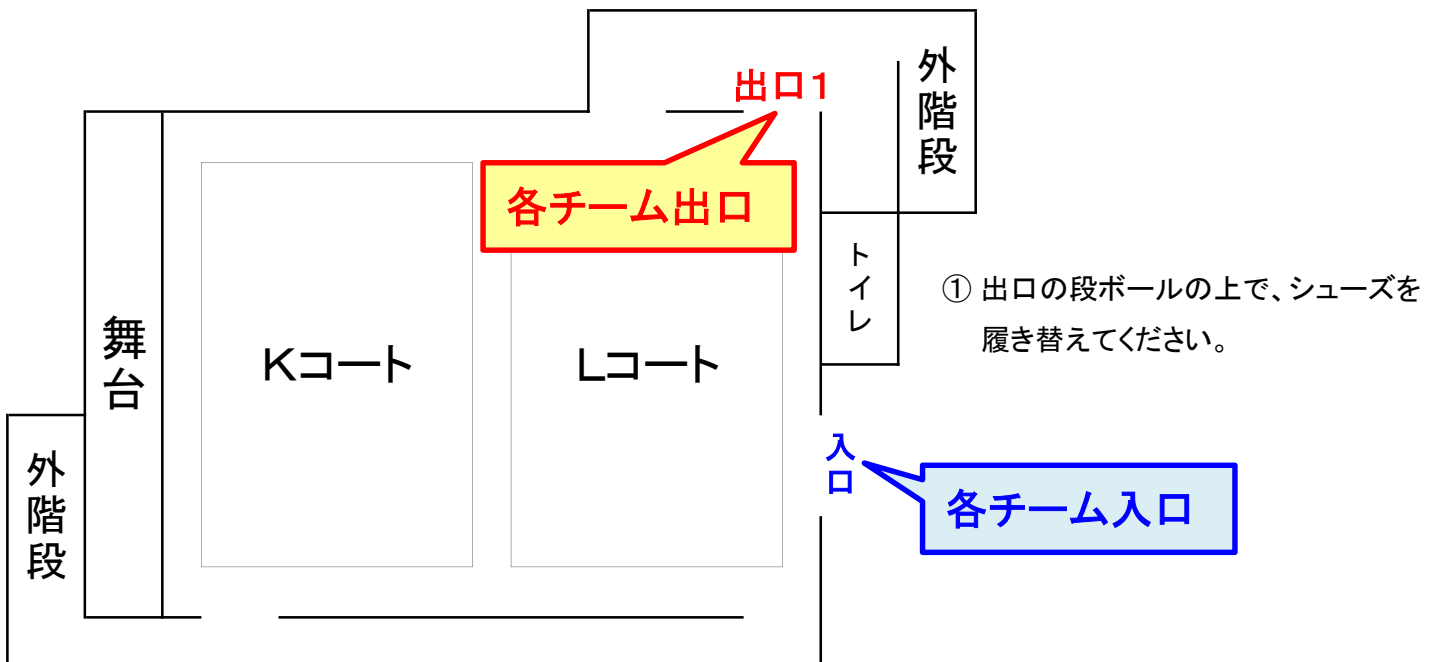 出口1
外階段
各チーム出口
トイレ
① 出口の段ボールの上で、シューズを
履き替えてください。
舞台
Kコート
Lコート
入口
各チーム入口
外階段